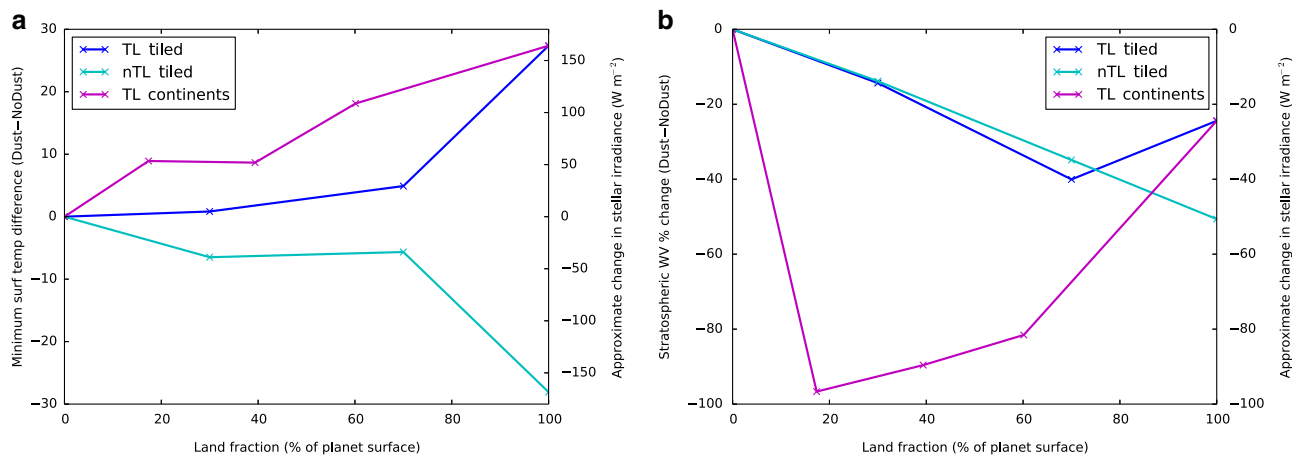 a
30
20
10
0
−10
−20
−30
Minimum surf temp difference (Dust−NoDust)
TL tiled
nTL tiled
TL continents
150
100
50
0
−50
−100
−150
Approximate change in stellar irradiance (W m−2)
0 20 40 60 80 100
Land fraction (% of planet surface)
b
0
−20
−40
−60
−80
−100
Stratospheric WV % change (Dust−NoDust)
TL tiled
nTL tiled
TL continents
0
−20
−40
−60
−80
−100
Approximate change in stellar irradiance (W m−2)
0 20 40 60 80 100
Land fraction (% of planet surface)